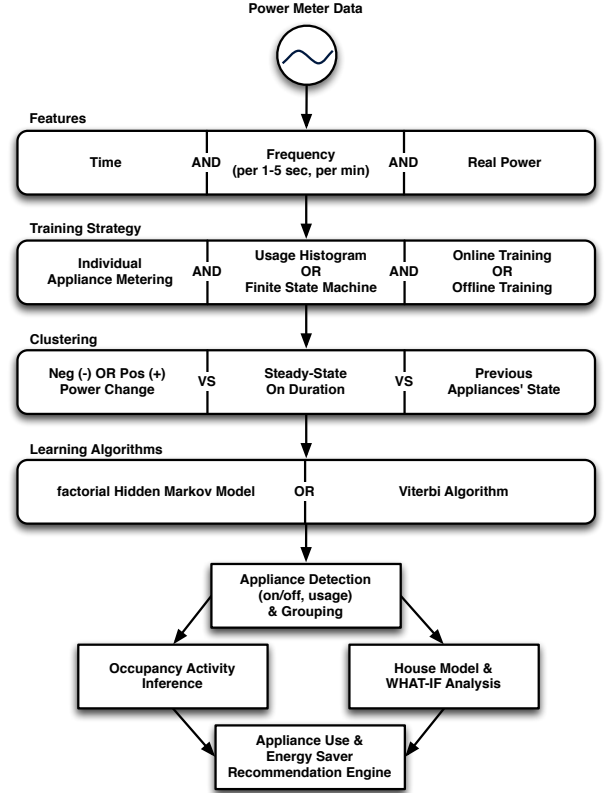 Power Meter Data
Features
Time
AND
Frequency
(per 1-5 sec, per min)
AND
Real Power
Training Strategy
Individual
Appliance Metering
AND
Usage Histogram
OR
Finite State Machine
AND
Online Training
OR
Offline Training
Clustering
Neg (-) OR Pos (+)
Power Change
VS
Steady-State
On Duration
VS
Previous
Appliances' State
Learning Algorithms
factorial Hidden Markov Model
OR
Viterbi Algorithm
Appliance Detection
(on/off, usage)
& Grouping
Occupancy Activity
Inference
House Model &
WHAT-IF Analysis
Appliance Use &
Energy Saver
Recommendation Engine